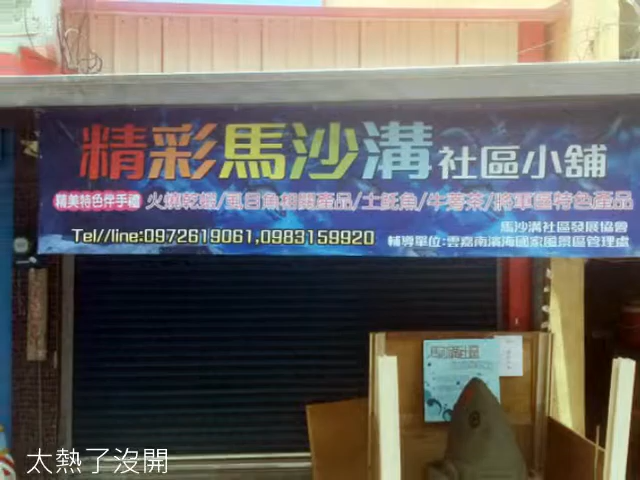 精彩馬沙溝社區小舖
精美特色伴手禮 火燒乾蝦/虱目魚相關產品/土魠魚/牛蒡茶/將軍區特色產品
Tel//line:0972619061,0983159920
馬沙溝社區發展協會
輔導單位:雲嘉南濱海國家風景區管理處
太熱了沒開